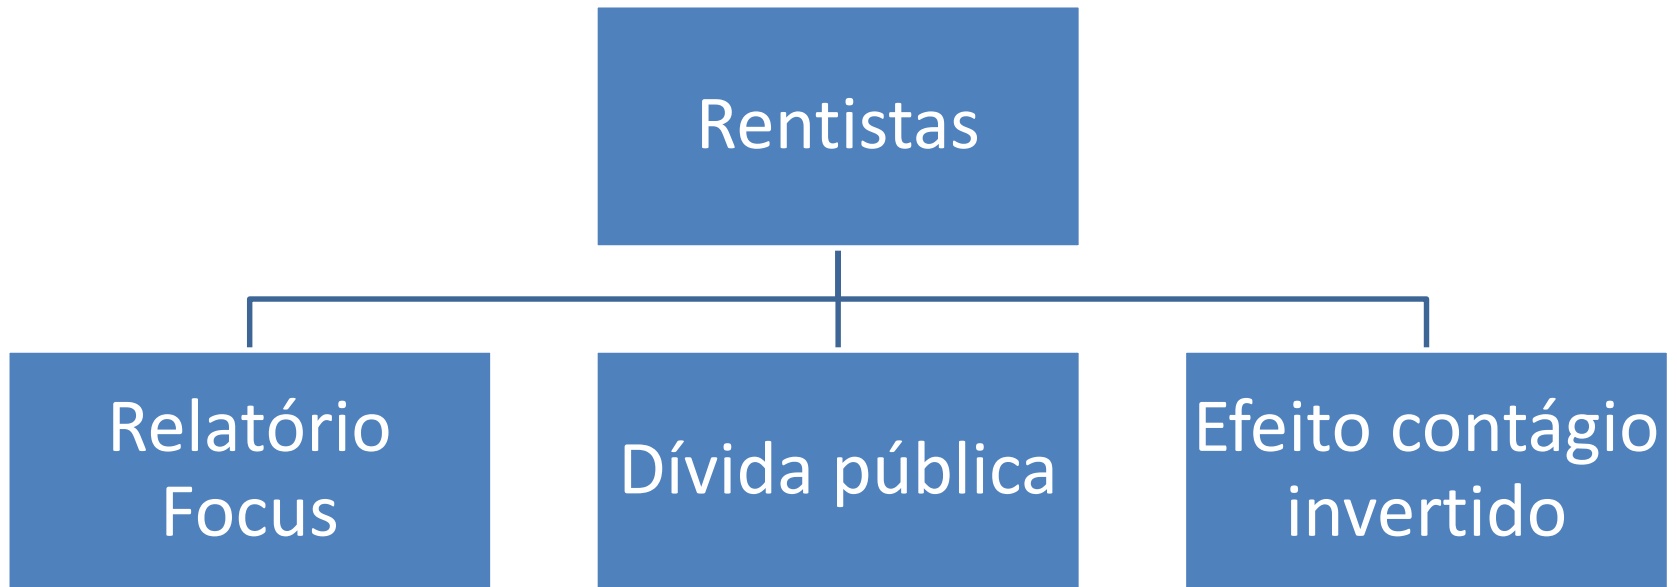 Rentistas
Relatório
Focus
Dívida pública
Efeito contágio
invertido